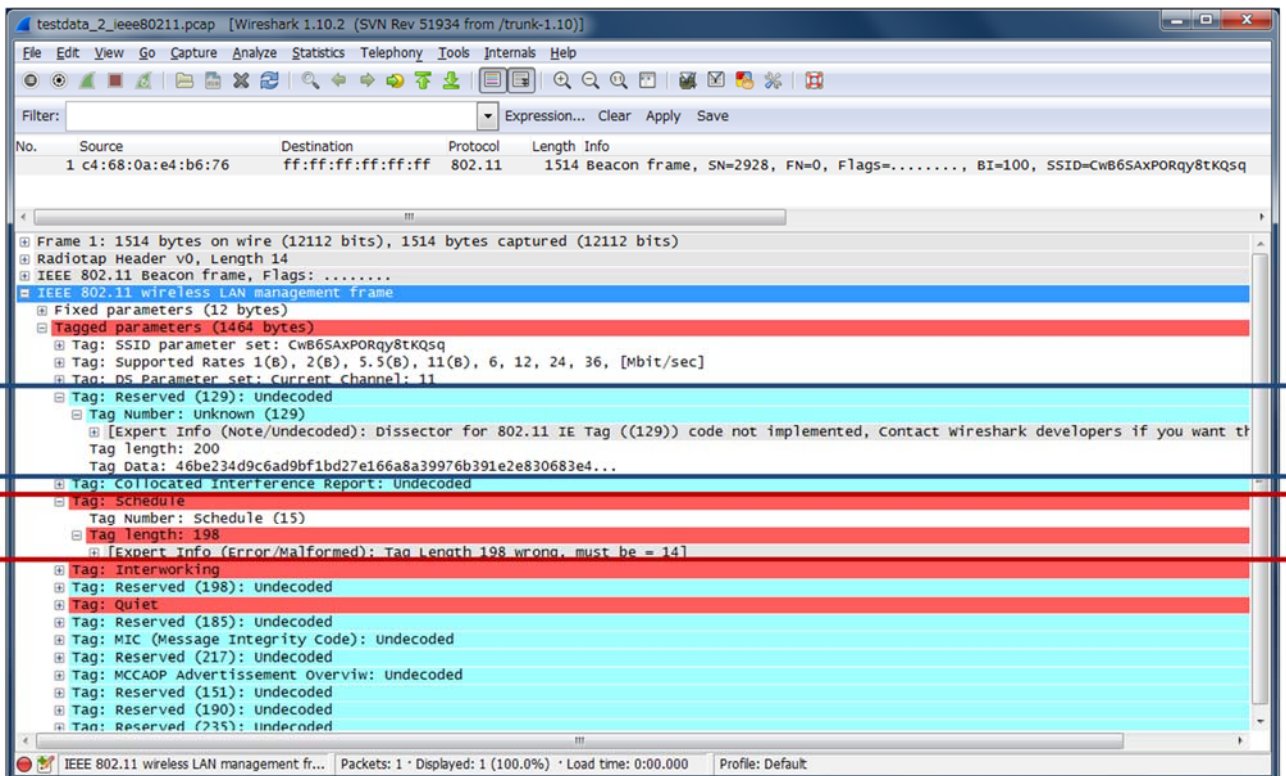 testdata_2_ieee80211.pcap [Wireshark 1.10.2 (SVN Rev 51934 from /trunk-1.10)]
File Edit View Go Capture Analyze Statistics Telephony Tools Internals Help
Filter: Expression... Clear Apply Save
No. Source Destination Protocol Length Info
1 c4:68:0a:e4:b6:76 ff:ff:ff:ff:ff:ff 802.11 1514 Beacon frame, SN=2928, FN=0, Flags=........, BI=100, SSID=CwB6SAxPORqy8tKQsq
Frame 1: 1514 bytes on wire (12112 bits), 1514 bytes captured (12112 bits)
Radiotap Header v0, Length 14
IEEE 802.11 Beacon frame, Flags: ........
IEEE 802.11 wireless LAN management frame
Fixed parameters (12 bytes)
Tagged parameters (1464 bytes)
Tag: SSID parameter set: CwB6SAxPORqy8tKQsq
Tag: Supported Rates 1(B), 2(B), 5.5(B), 11(B), 6, 12, 24, 36, [Mbit/sec]
Tag: DS Parameter set: Current Channel: 11
Tag: Reserved (129): Undecoded
Tag Number: Unknown (129)
[Expert Info (Note/Undecoded): Dissector for 802.11 IE Tag ((129)) code not implemented, Contact Wireshark developers if you want th
Tag length: 200
Tag Data: 46be234d9c6ad9bf1bd27e166a8a39976b391e2e830683e4...
Tag: Collocated Interference Report: Undecoded
Tag: Schedule
Tag Number: Schedule (15)
Tag length: 198
[Expert Info (Error/Malformed): Tag Length 198 wrong, must be = 14]
Tag: Interworking
Tag: Reserved (198): Undecoded
Tag: Quiet
Tag: Reserved (185): Undecoded
Tag: MIC (Message Integrity Code): Undecoded
Tag: Reserved (217): Undecoded
Tag: MCCAOP Advertissement Overviw: Undecoded
Tag: Reserved (151): Undecoded
Tag: Reserved (190): Undecoded
Tag: Reserved (235): Undecoded
IEEE 802.11 wireless LAN management fr... Packets: 1 · Displayed: 1 (100.0%) · Load time: 0:00.000 Profile: Default